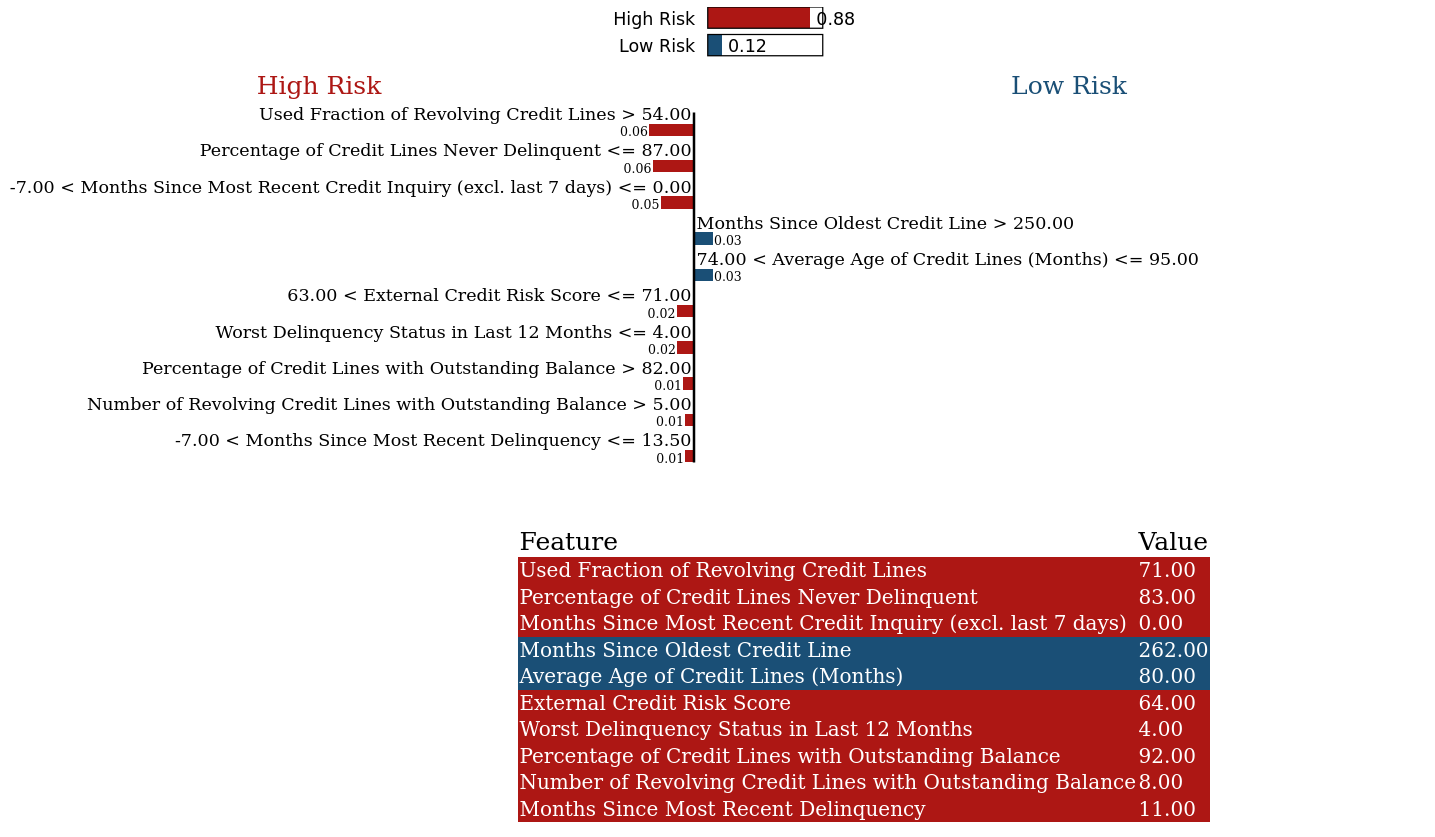 High Risk 0.88
Low Risk 0.12
High Risk Low Risk
Used Fraction of Revolving Credit Lines > 54.00
0.06
Percentage of Credit Lines Never Delinquent <= 87.00
0.06
-7.00 < Months Since Most Recent Credit Inquiry (excl. last 7 days) <= 0.00
0.05
Months Since Oldest Credit Line > 250.00
0.03
74.00 < Average Age of Credit Lines (Months) <= 95.00
0.03
63.00 < External Credit Risk Score <= 71.00
0.02
Worst Delinquency Status in Last 12 Months <= 4.00
0.02
Percentage of Credit Lines with Outstanding Balance > 82.00
0.01
Number of Revolving Credit Lines with Outstanding Balance > 5.00
0.01
-7.00 < Months Since Most Recent Delinquency <= 13.50
0.01
Feature Value
Used Fraction of Revolving Credit Lines 71.00
Percentage of Credit Lines Never Delinquent 83.00
Months Since Most Recent Credit Inquiry (excl. last 7 days) 0.00
Months Since Oldest Credit Line 262.00
Average Age of Credit Lines (Months) 80.00
External Credit Risk Score 64.00
Worst Delinquency Status in Last 12 Months 4.00
Percentage of Credit Lines with Outstanding Balance 92.00
Number of Revolving Credit Lines with Outstanding Balance 8.00
Months Since Most Recent Delinquency 11.00